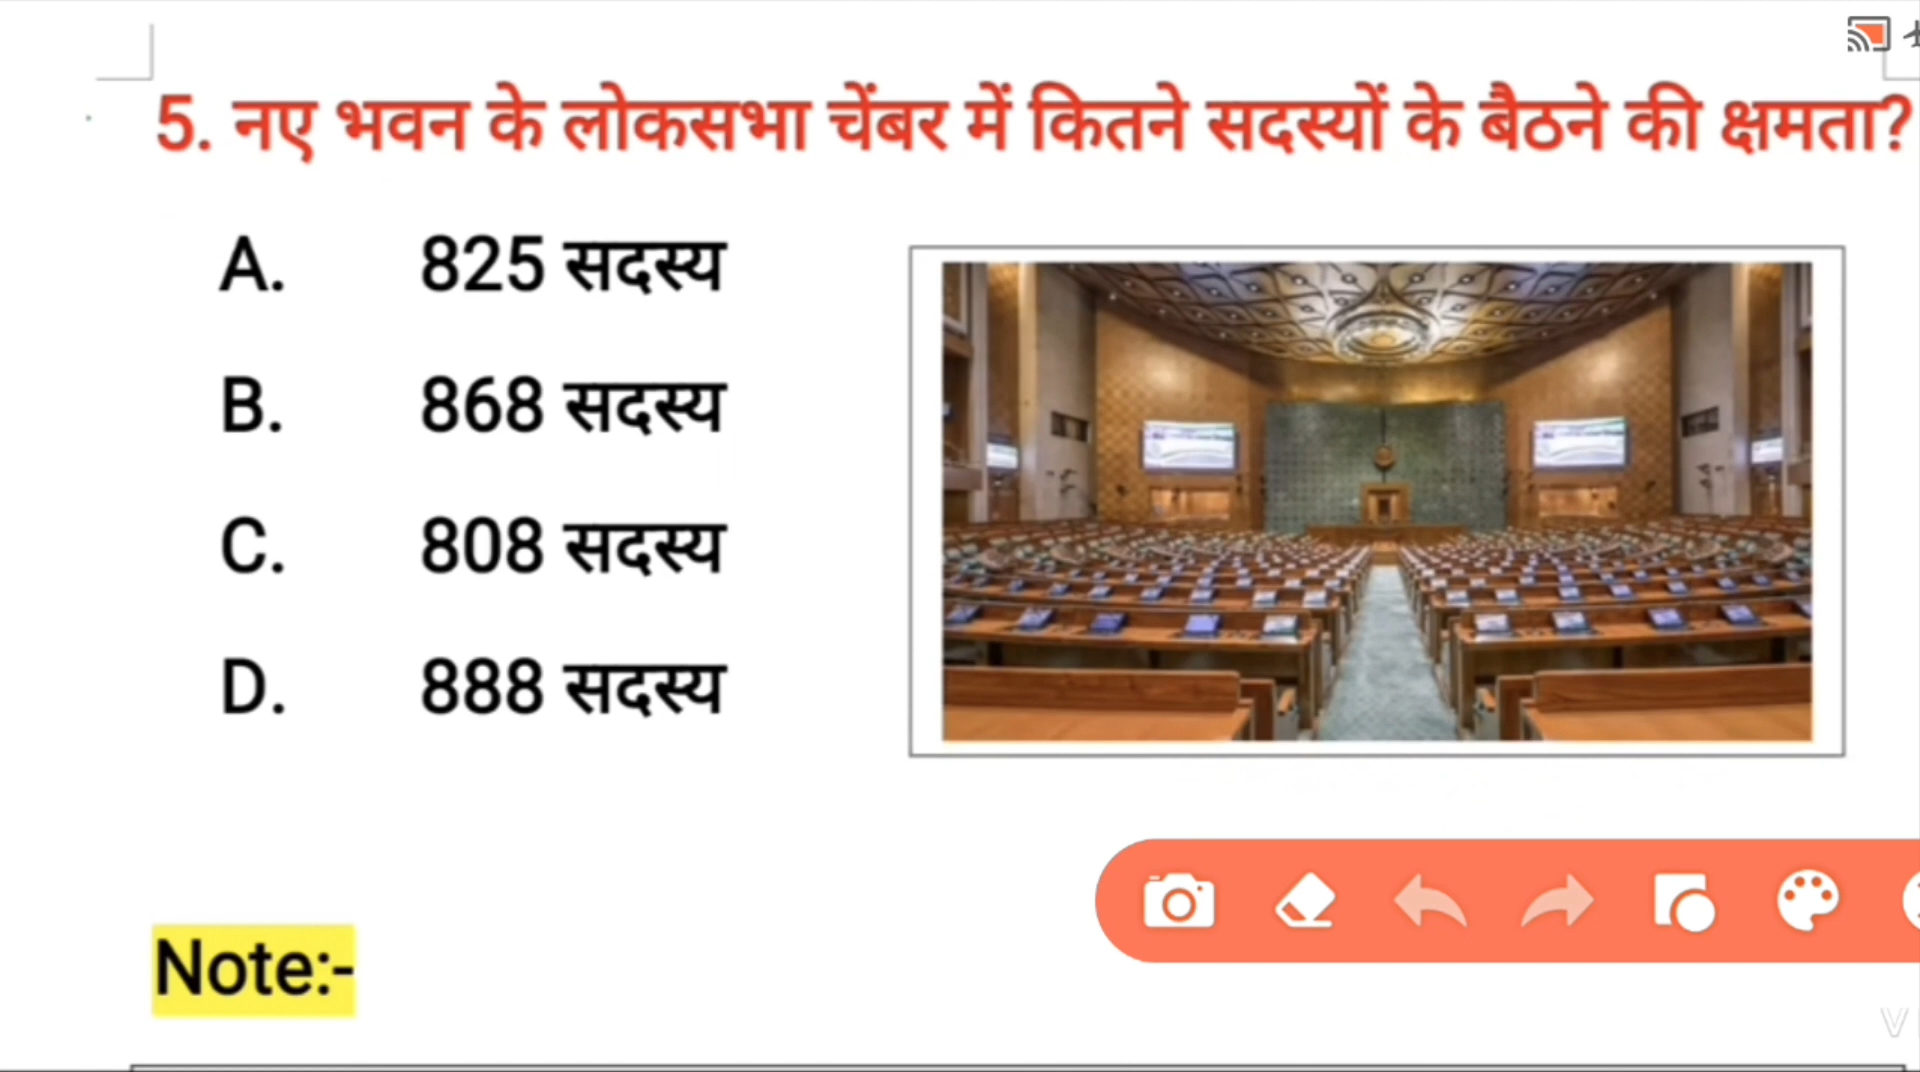 5. नए भवन के लोकसभा चेंबर में कितने सदस्यों के बैठने की क्षमता?
A. 825 सदस्य
B. 868 सदस्य
C. 808 सदस्य
D. 888 सदस्य
Note:-
V